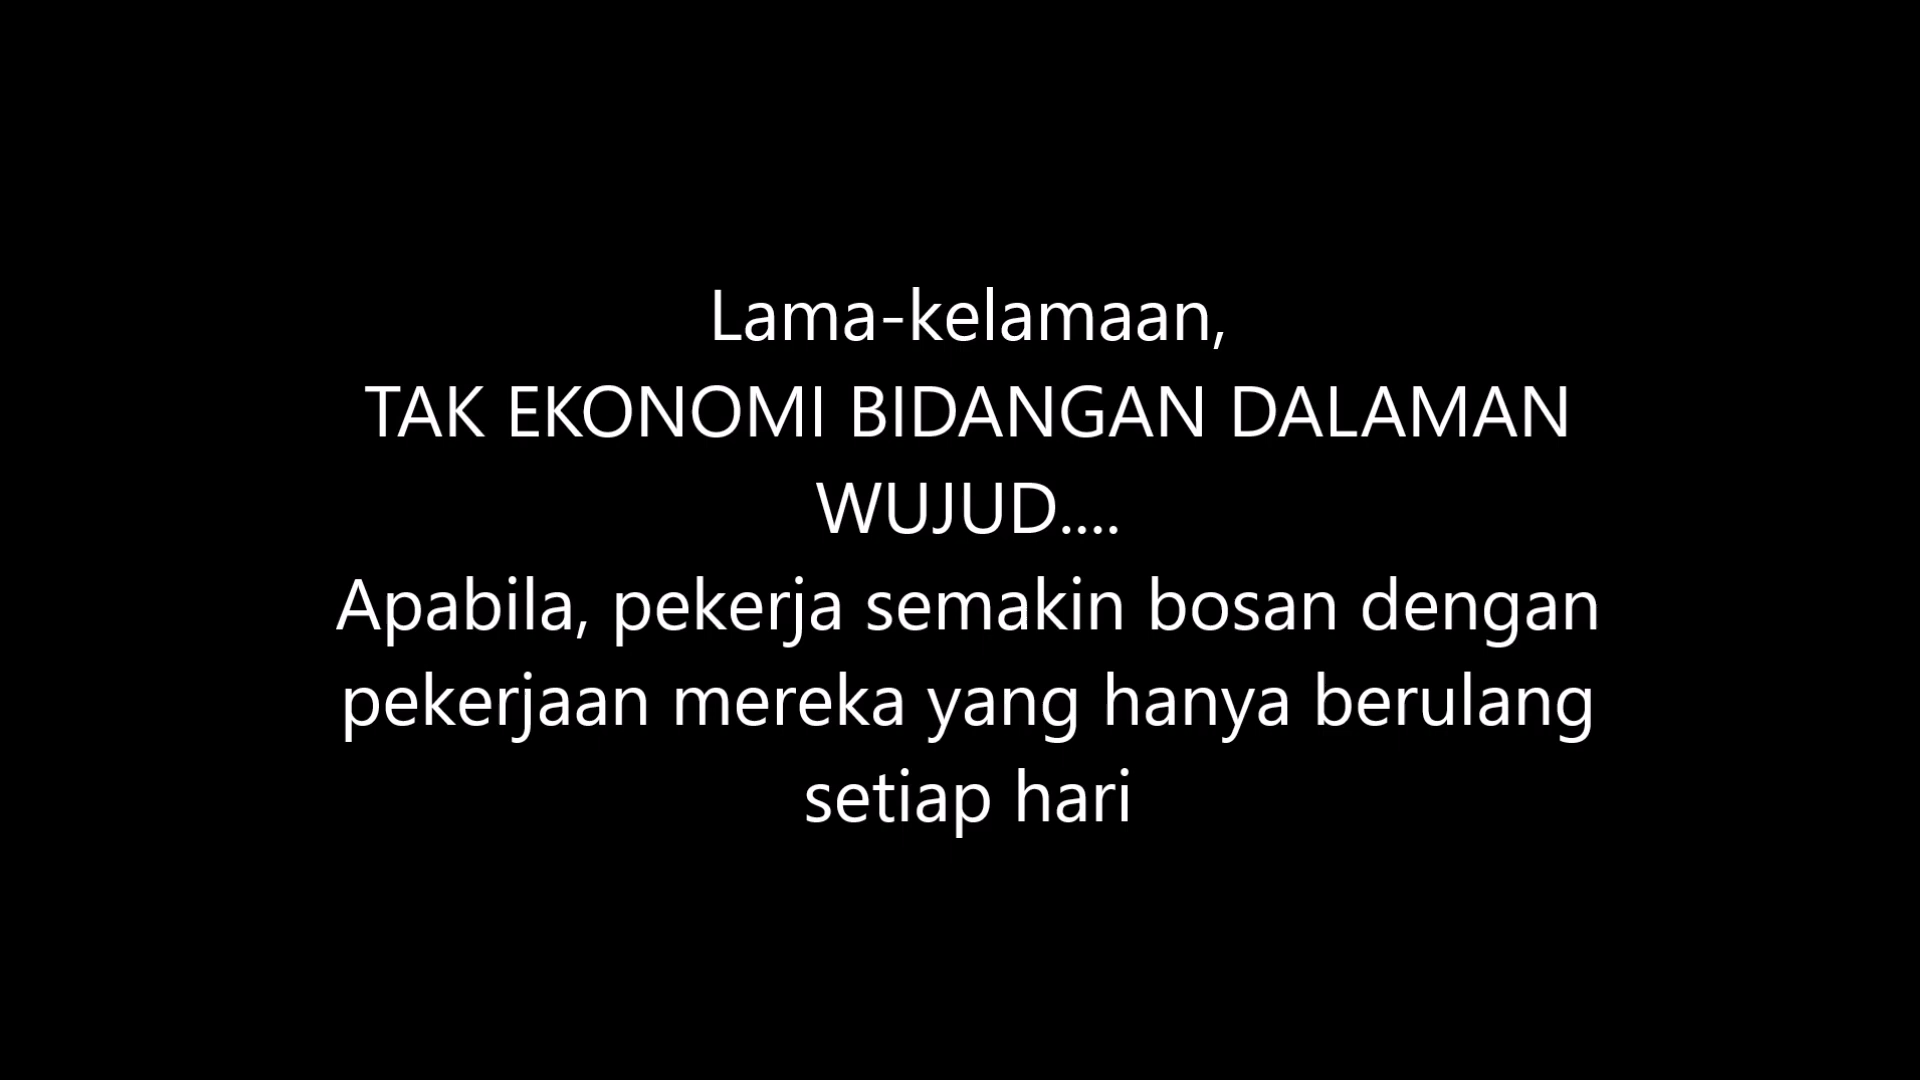 Lama-kelamaan,
TAK EKONOMI BIDANGAN DALAMAN
WUJUD....
Apabila, pekerja semakin bosan dengan
pekerjaan mereka yang hanya berulang
setiap hari